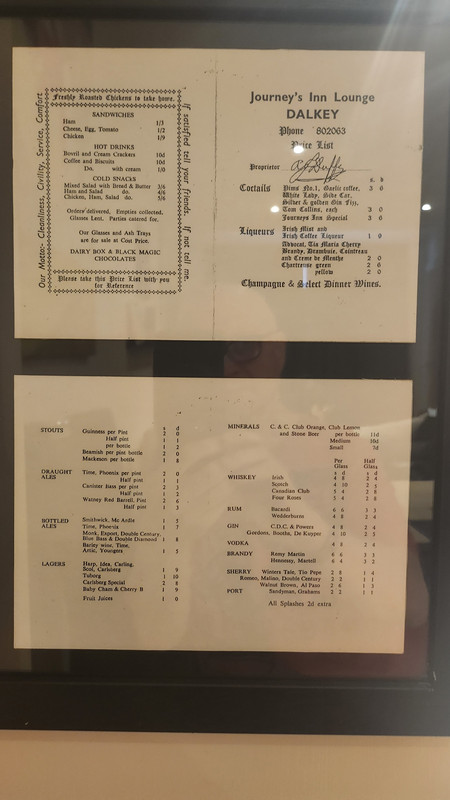 Our Motto:- Cleanliness, Civility, Service, Comfort
Freshly Roasted Chickens to take home.
SANDWICHES
Ham 1/3
Cheese, Egg, Tomato 1/2
Chicken 1/9
HOT DRINKS
Bovril and Cream Crackers 10d
Coffee and Biscuits 10d
Do. with cream 1/0
COLD SNACKS
Mixed Salad with Bread & Butter 3/6
Ham and Salad do. 4/6
Chicken, Ham, Salad do. 5/6
Orders delivered, Empties collected,
Glasses Lent, Parties catered for.
Our Glasses and Ash Trays
are for sale at Cost Price.
DAIRY BOX & BLACK MAGIC
CHOCOLATES
Please take this Price List with you
for Reference
If satisfied tell your friends, if not tell me.
Journey's Inn Lounge
DALKEY
Phone 802063
Price List
Proprietor
s. d.
Coctails Pims No.1, Gaelic coffee, 3 6
White Lady, Side Car,
Silver & golden Gin Fizz,
Tom Collins, each 3 0
Journeys Inn Special 3 6
Liqueurs Irish Mist and
Irish Coffee Liqueur 1 0
Advocat, Tia Maria Cherry
Brandy, Drambuie, Cointreau
and Creme de Menthe 2 0
Chartreuse green 2 6
yellow 2 0
Champagne & Select Dinner Wines.
s d
STOUTS Guinness per Pint 2 0
Half pint 1 1
per bottle 1 2
Beamish per pint bottle 2 0
Mackeson per bottle 1 8
DRAUGHT ALES Time, Phoenix per pint 2 0
Half pint 1 1
Canister Bass per pint 2 3
Half pint 1 2
Watney Red Barrell, Pint 2 6
Half pint 1 3
BOTTLED ALES Smithwick, Mc Ardle 1 5
Time, Phoenix 1 7
Monk, Export, Double Century,
Blue Bass & Double Diamond 1 8
Barley wine, Time,
Artic, Youngers 1 5
LAGERS Harp, Idea, Carling,
Scol, Carlsberg 1 9
Tuborg 1 10
Carlsberg Special 2 8
Baby Cham & Cherry B 1 9
Fruit Juices 1 0
MINERALS C. & C. Club Orange, Club Lemon
and Stone Beer per bottle 11d
Medium 10d
Small 7d
Per Glass Half Glass
s d s d
WHISKEY Irish 4 8 2 4
Scotch 4 10 2 5
Canadian Club 5 4 2 8
Four Roses 5 4 2 8
RUM Bacardi 6 6 3 3
Wedderburn 4 8 2 4
GIN C.D.C, & Powers 4 8 2 4
Gordons, Booths, De Kuyper 4 10 2 5
VODKA 4 8 2 4
BRANDY Remy Martin 6 6 3 3
Hennessy, Martell 6 4 3 2
SHERRY Winters Tale, Tio Pepe 2 8 1 4
Romeo, Malino, Double Century 2 2 1 1
Walnut Brown, Al Paso 2 6 1 3
PORT Sandyman, Grahams 2 2 1 1
All Splashes 2d extra